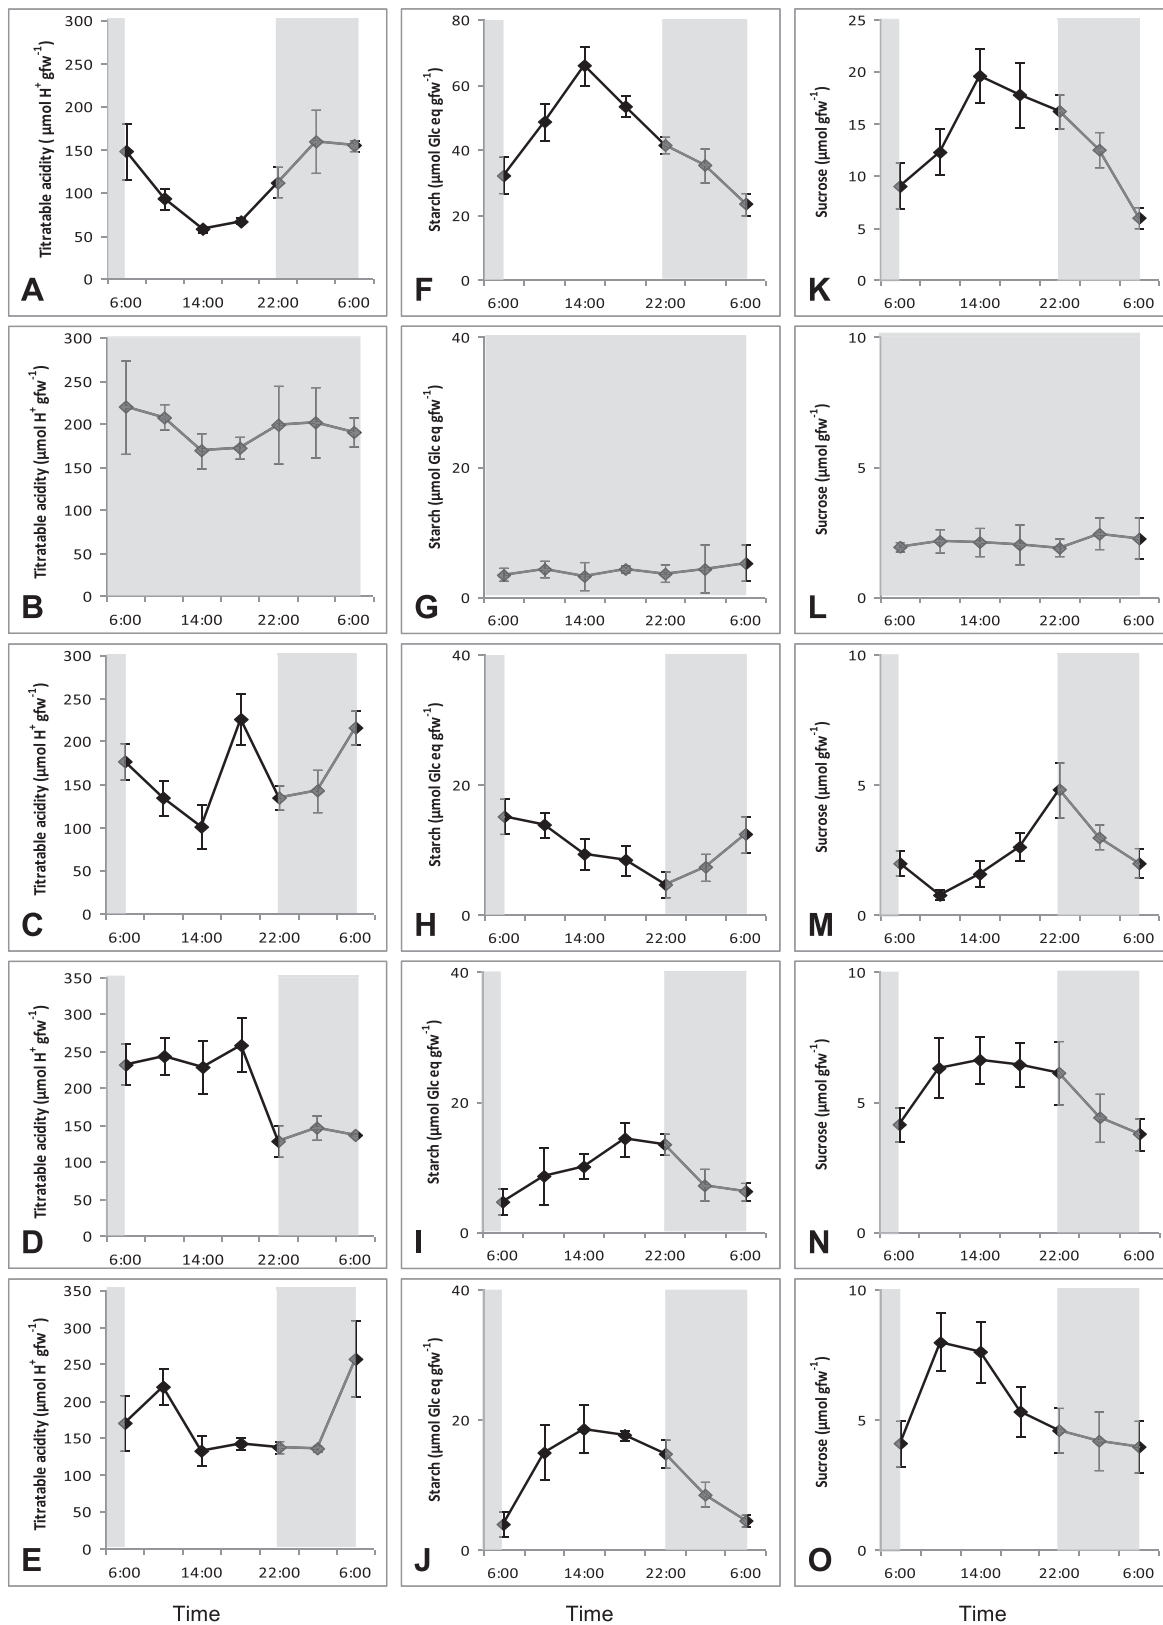 Titratable acidity ( µmol H⁺ gfw⁻¹)
300
250
200
150
100
50
0
6:00 14:00 22:00 6:00
A
Starch (µmol Glc eq gfw⁻¹)
80
60
40
20
0
6:00 14:00 22:00 6:00
F
Sucrose (µmol gfw⁻¹)
25
20
15
10
5
0
6:00 14:00 22:00 6:00
K
Titratable acidity (µmol H⁺ gfw⁻¹)
300
250
200
150
100
50
0
6:00 14:00 22:00 6:00
B
Starch (µmol Glc eq gfw⁻¹)
40
20
0
6:00 14:00 22:00 6:00
G
Sucrose (µmol gfw⁻¹)
10
5
0
6:00 14:00 22:00 6:00
L
Titratable acidity (µmol H⁺ gfw⁻¹)
300
250
200
150
100
50
0
6:00 14:00 22:00 6:00
C
Starch (µmol Glc eq gfw⁻¹)
40
20
0
6:00 14:00 22:00 6:00
H
Sucrose (µmol gfw⁻¹)
10
5
0
6:00 14:00 22:00 6:00
M
Titratable acidity (µmol H⁺ gfw⁻¹)
350
300
250
200
150
100
50
0
6:00 14:00 22:00 6:00
D
Starch (µmol Glc eq gfw⁻¹)
40
20
0
6:00 14:00 22:00 6:00
I
Sucrose (µmol gfw⁻¹)
10
5
0
6:00 14:00 22:00 6:00
N
Titratable acidity (µmol H⁺ gfw⁻¹)
350
300
250
200
150
100
50
0
6:00 14:00 22:00 6:00
E
Starch (µmol Glc eq gfw⁻¹)
40
20
0
6:00 14:00 22:00 6:00
J
Sucrose (µmol gfw⁻¹)
10
5
0
6:00 14:00 22:00 6:00
O
Time
Time
Time